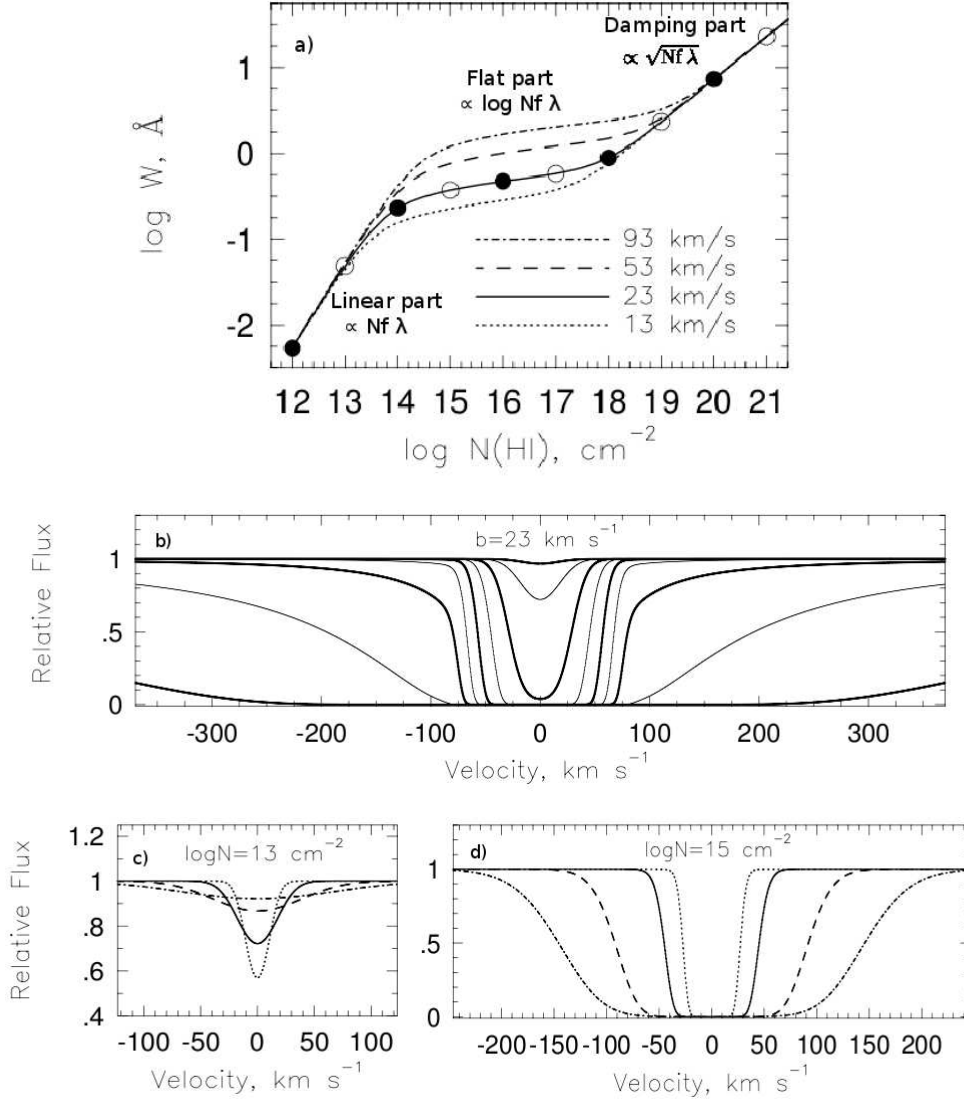 a)
Damping part
∝ √Nf λ
Flat part
∝ log Nf λ
Linear part
∝ Nf λ
93 km/s
53 km/s
23 km/s
13 km/s
1
0
-1
-2
log W, Å
12 13 14 15 16 17 18 19 20 21
log N(HI), cm⁻²
b)
b=23 km s⁻¹
1
.5
0
Relative Flux
-300 -200 -100 0 100 200 300
Velocity, km s⁻¹
c)
logN=13 cm⁻²
1.2
1
.8
.6
.4
Relative Flux
-100 -50 0 50 100
Velocity, km s⁻¹
d)
logN=15 cm⁻²
1
.5
0
-200 -150 -100 -50 0 50 100 150 200
Velocity, km s⁻¹